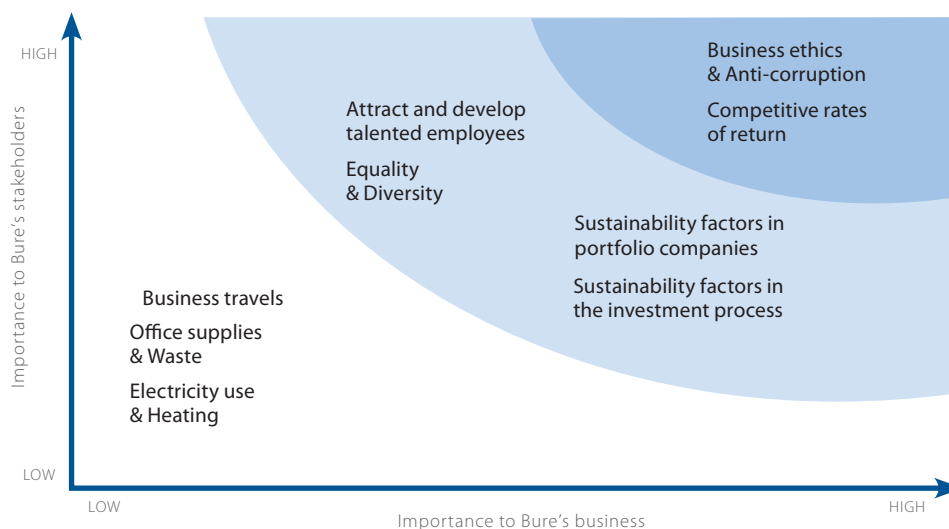 HIGH
Importance to Bure's stakeholders
LOW
Business ethics
& Anti-corruption
Competitive rates
of return
Attract and develop
talented employees
Equality
& Diversity
Sustainability factors in
portfolio companies
Sustainability factors in
the investment process
Business travels
Office supplies
& Waste
Electricity use
& Heating
LOW
HIGH
Importance to Bure's business